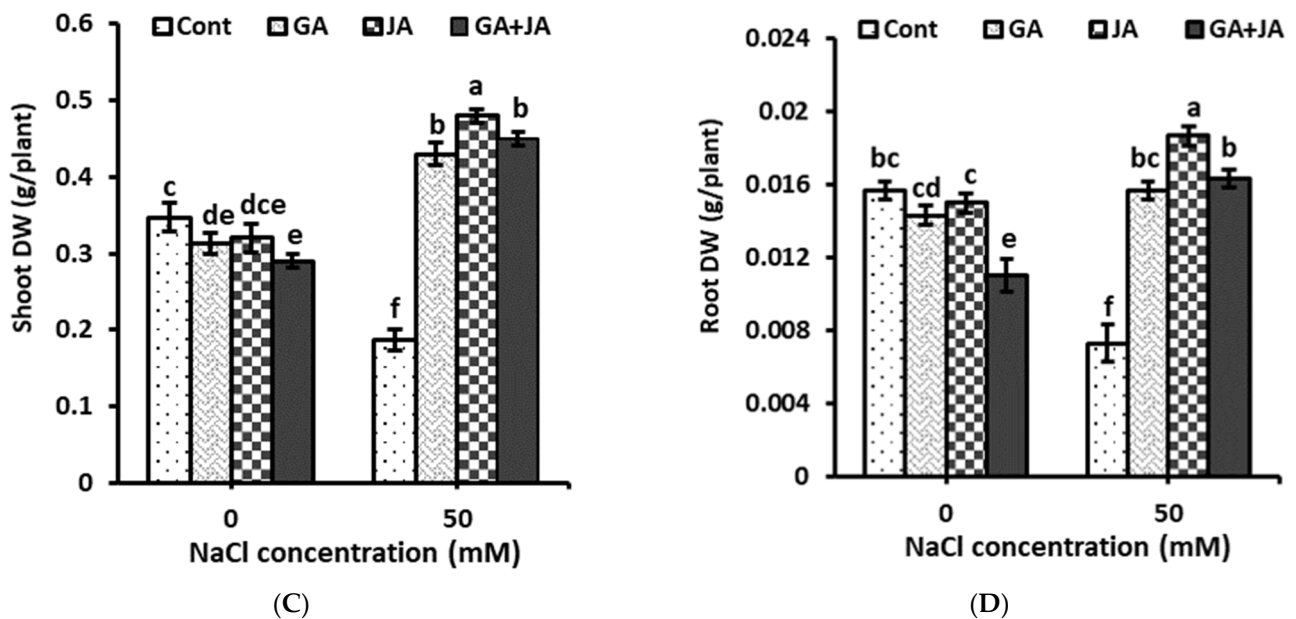 Cont GA JA GA+JA
Shoot DW (g/plant)
0.6
0.5
0.4
0.3
0.2
0.1
0
c de dce e f b a b
0 50
NaCl concentration (mM)
(C)
Cont GA JA GA+JA
Root DW (g/plant)
0.024
0.02
0.016
0.012
0.008
0.004
0
bc cd c e f bc a b
0 50
NaCl concentration (mM)
(D)